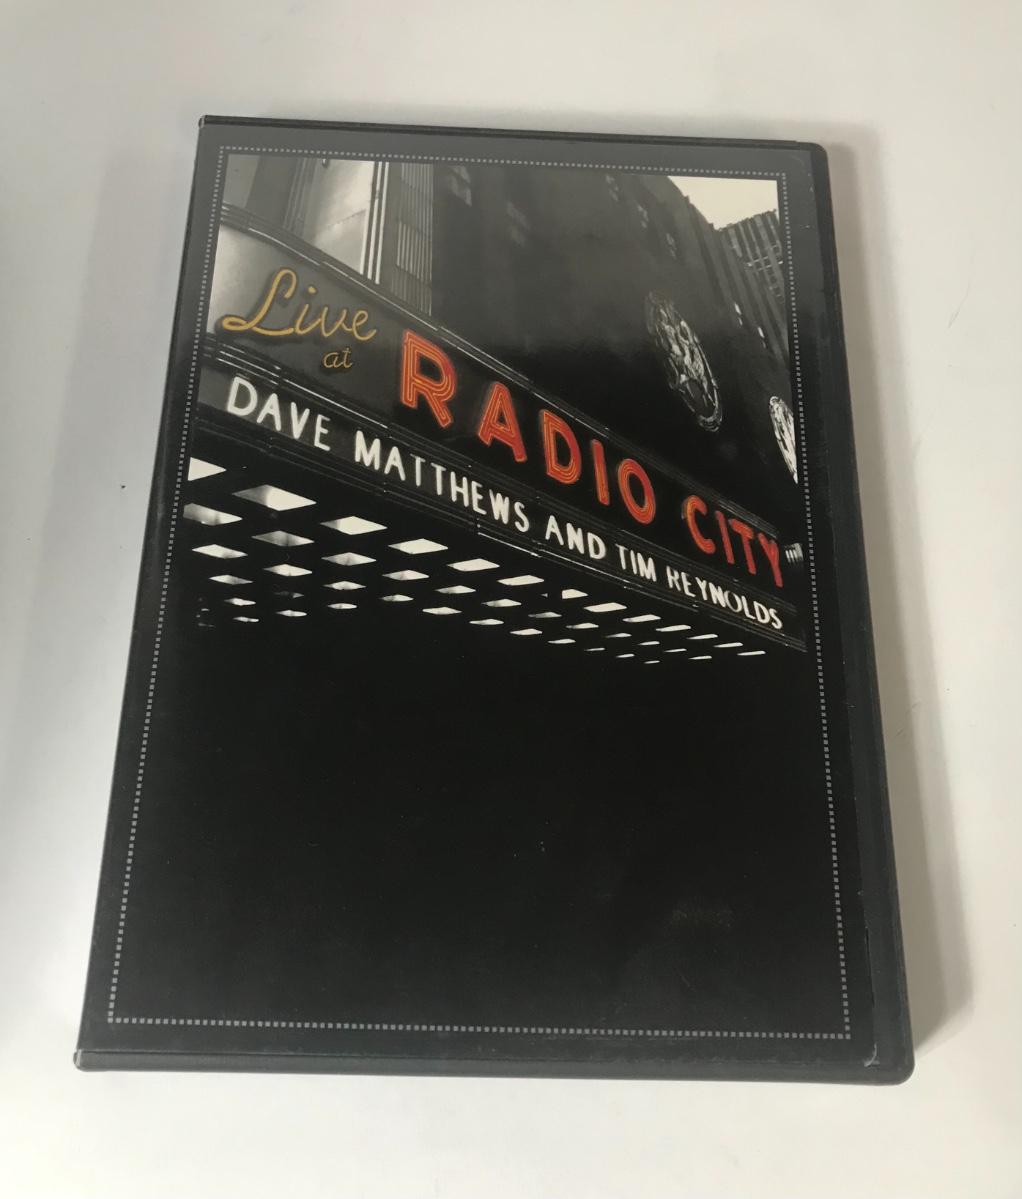 Live
at
RADIO CITY
DAVE MATTHEWS AND TIM REYNOLDS